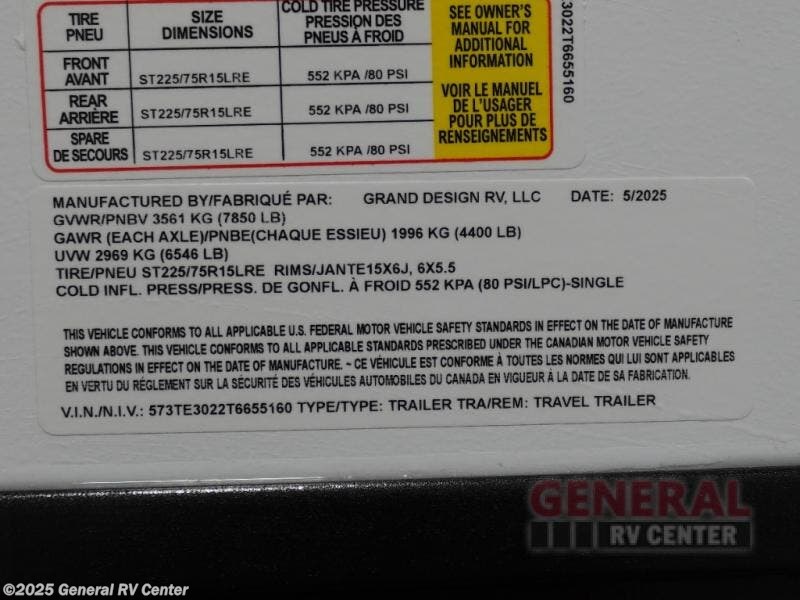 TIRE SIZE COLD TIRE PRESSURE
PNEU DIMENSIONS PRESSION DES
PNEUS À FROID
FRONT
AVANT ST225/75R15LRE 552 KPA /80 PSI
REAR
ARRIÈRE ST225/75R15LRE 552 KPA /80 PSI
SPARE
DE SECOURS ST225/75R15LRE 552 KPA /80 PSI
SEE OWNER'S
MANUAL FOR
ADDITIONAL
INFORMATION
VOIR LE MANUEL
DE L'USAGER
POUR PLUS DE
RENSEIGNEMENTS
3022T6655160
MANUFACTURED BY/FABRIQUÉ PAR: GRAND DESIGN RV, LLC DATE: 5/2025
GVWR/PNBV 3561 KG (7850 LB)
GAWR (EACH AXLE)/PNBE(CHAQUE ESSIEU) 1996 KG (4400 LB)
UVW 2969 KG (6546 LB)
TIRE/PNEU ST225/75R15LRE RIMS/JANTE15X6J, 6X5.5
COLD INFL. PRESS/PRESS. DE GONFL. À FROID 552 KPA (80 PSI/LPC)-SINGLE
THIS VEHICLE CONFORMS TO ALL APPLICABLE U.S. FEDERAL MOTOR VEHICLE SAFETY STANDARDS IN EFFECT ON THE DATE OF MANUFACTURE
SHOWN ABOVE. THIS VEHICLE CONFORMS TO ALL APPLICABLE STANDARDS PRESCRIBED UNDER THE CANADIAN MOTOR VEHICLE SAFETY
REGULATIONS IN EFFECT ON THE DATE OF MANUFACTURE. ~ CE VÉHICULE EST CONFORME À TOUTES LES NORMES QUI LUI SONT APPLICABLES
EN VERTU DU RÉGLEMENT SUR LA SÉCURITÉ DES VÉHICULES AUTOMOBILES DU CANADA EN VIGUEUR À LA DATE DE SA FABRICATION.
V.I.N./N.I.V.: 573TE3022T6655160 TYPE/TYPE: TRAILER TRA/REM: TRAVEL TRAILER
GENERAL
RV CENTER
©2025 General RV Center